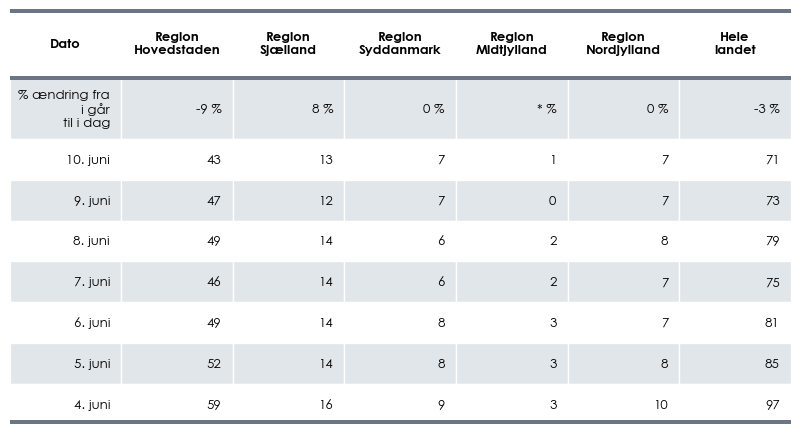 Dato Region Hovedstaden Region Sjælland Region Syddanmark Region Midtjylland Region Nordjylland Hele landet
% ændring fra i går til i dag -9 % 8 % 0 % * % 0 % -3 %
10. juni 43 13 7 1 7 71
9. juni 47 12 7 0 7 73
8. juni 49 14 6 2 8 79
7. juni 46 14 6 2 7 75
6. juni 49 14 8 3 7 81
5. juni 52 14 8 3 8 85
4. juni 59 16 9 3 10 97